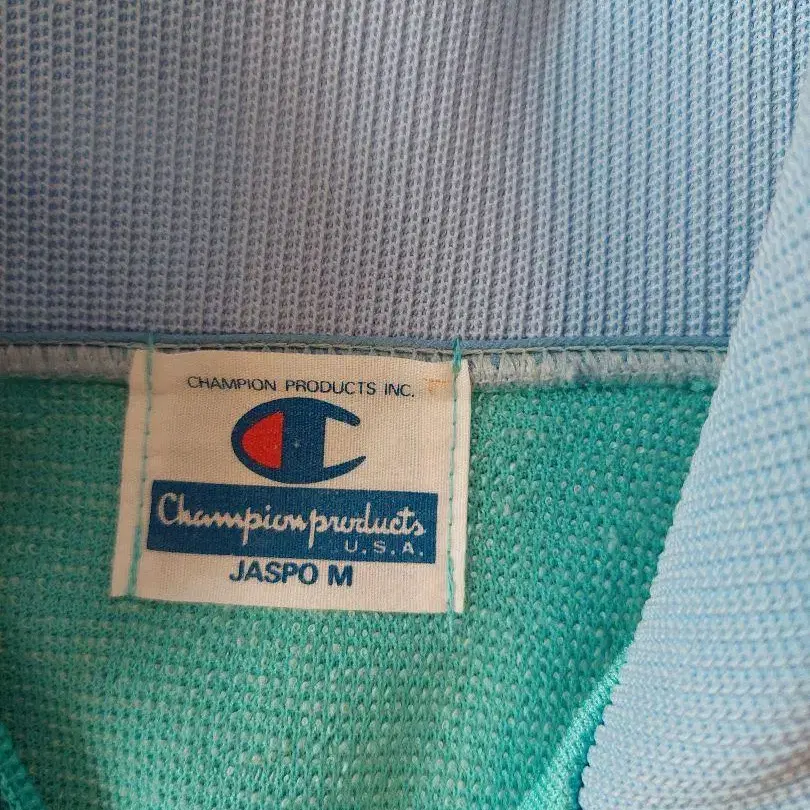 CHAMPION PRODUCTS INC.
Champion products
U.S.A.
JASPO M